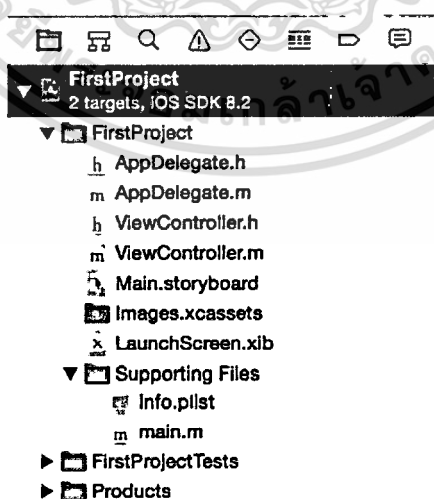 FirstProject
2 targets, iOS SDK 8.2
FirstProject
h AppDelegate.h
m AppDelegate.m
h ViewController.h
m ViewController.m
Main.storyboard
Images.xcassets
LaunchScreen.xib
Supporting Files
Info.plist
m main.m
FirstProjectTests
Products